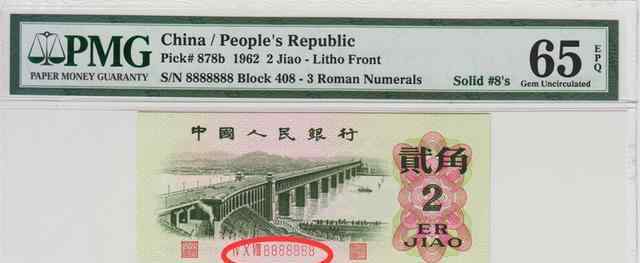 PMG
PAPER MONEY GUARANTY
China / People's Republic
Pick# 878b 1962 2 Jiao - Litho Front
S/N 8888888 Block 408 - 3 Roman Numerals
Solid #8's
65
EPQ
Gem Uncirculated
中國人民銀行
貳角
2
ER
JIAO
IV X VIII 8888888